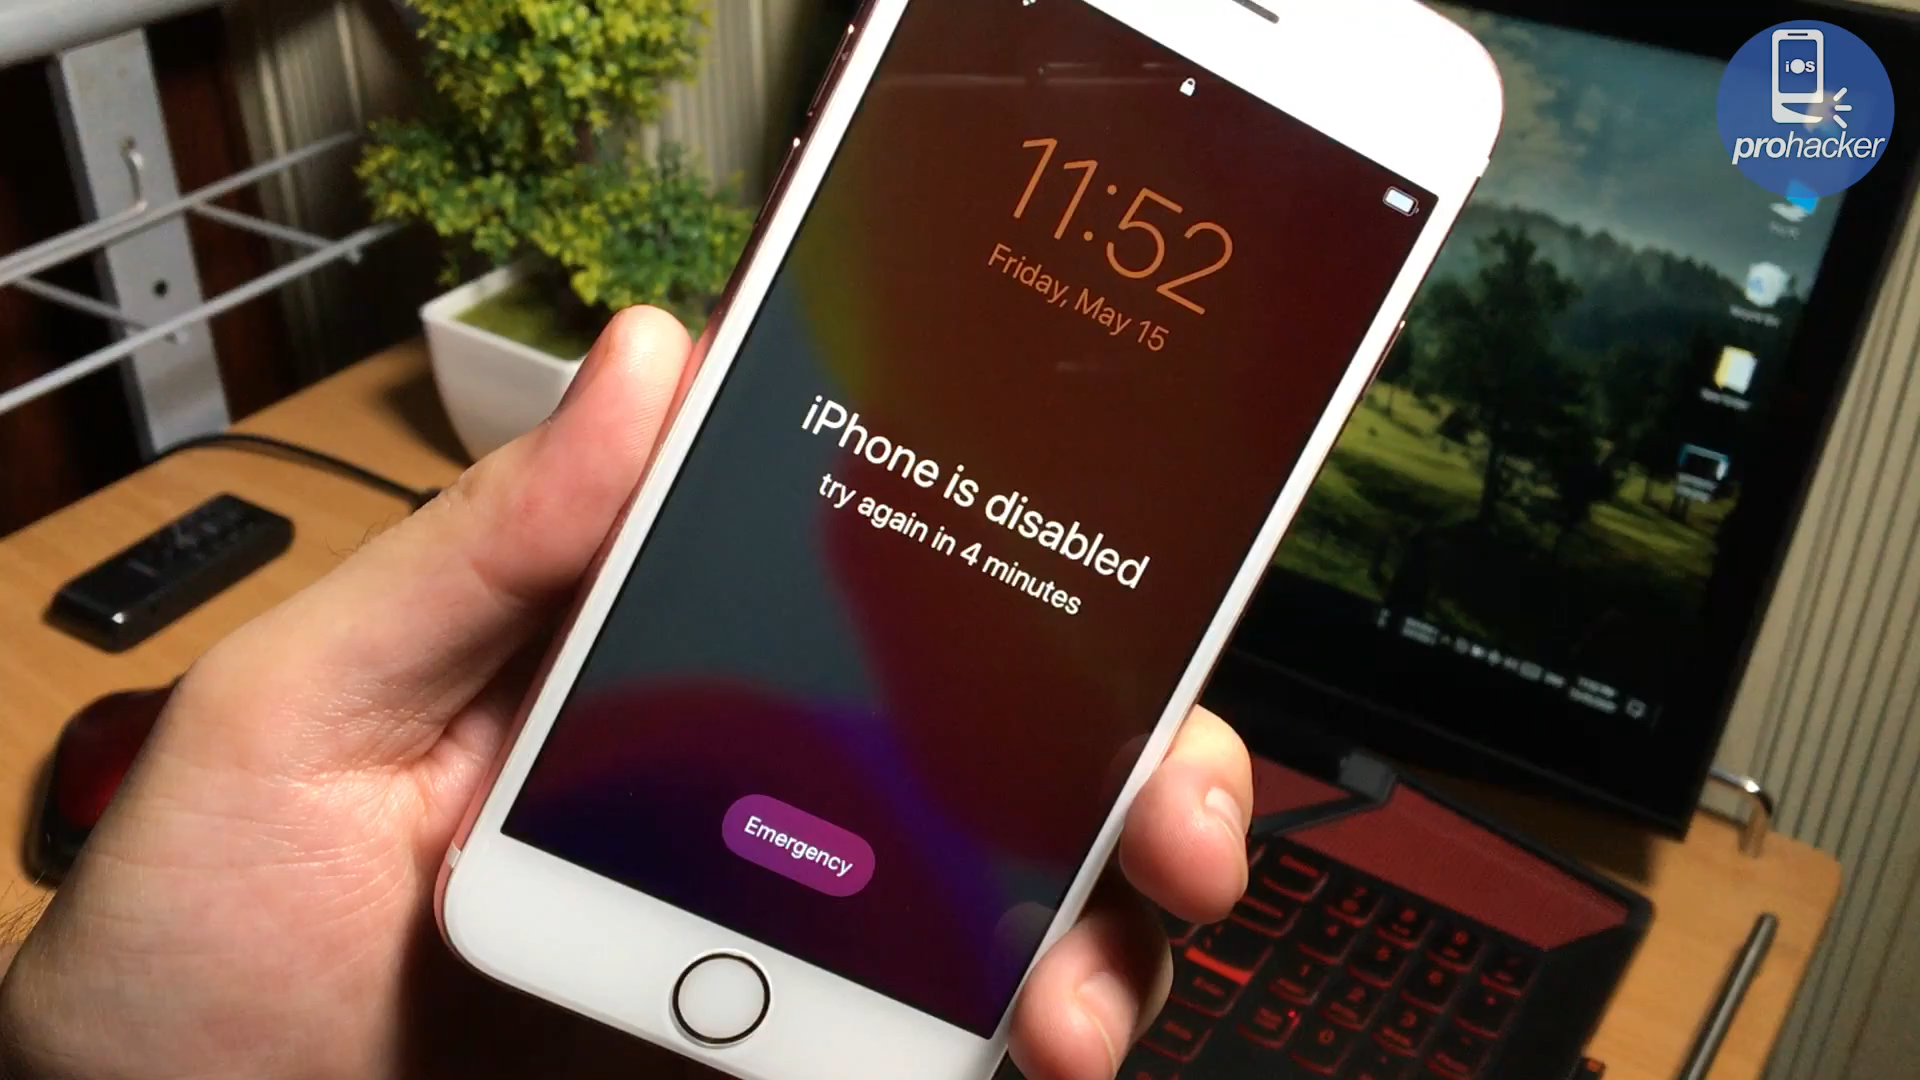 iOS
prohacker
11:52
Friday, May 15
iPhone is disabled
try again in 4 minutes
Emergency